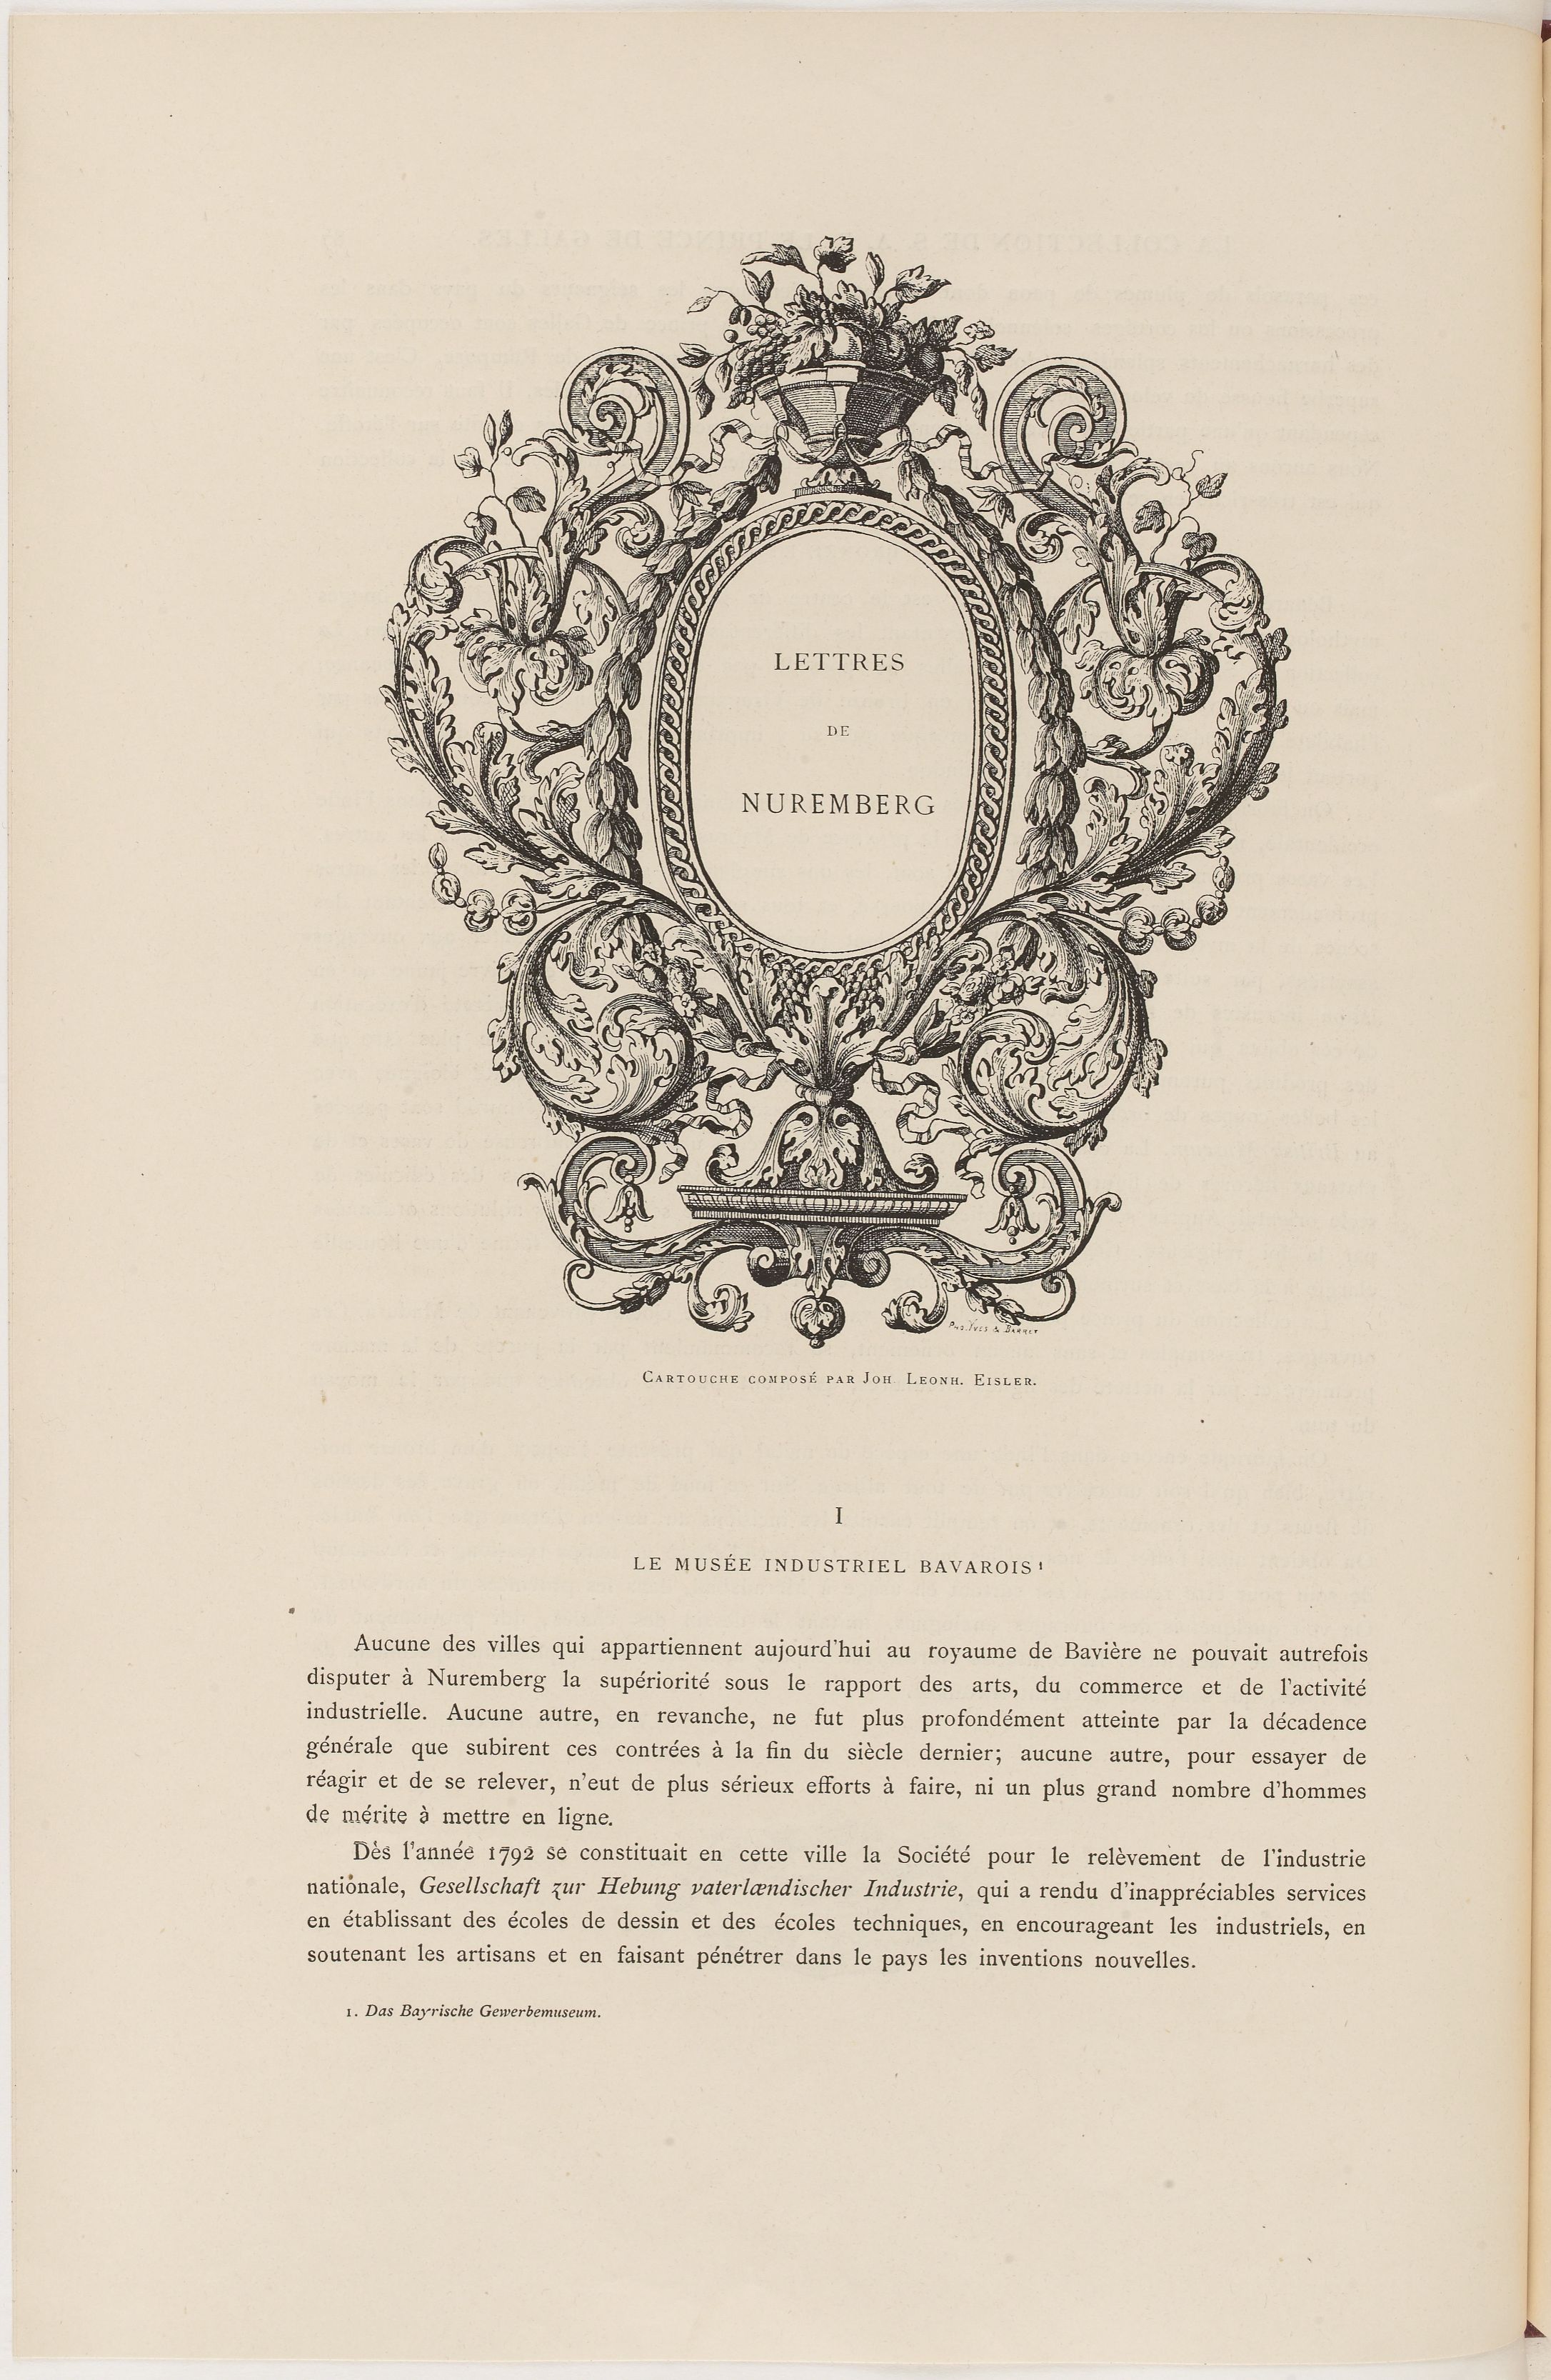 LETTRES
DE
NUREMBERG
Pho. Yves & Barret
CARTOUCHE COMPOSÉ PAR JOH. LEONH. EISLER.
I
LE MUSÉE INDUSTRIEL BAVAROIS¹
Aucune des villes qui appartiennent aujourd'hui au royaume de Bavière ne pouvait autrefois
disputer à Nuremberg la supériorité sous le rapport des arts, du commerce et de l'activité
industrielle. Aucune autre, en revanche, ne fut plus profondément atteinte par la décadence
générale que subirent ces contrées à la fin du siècle dernier; aucune autre, pour essayer de
réagir et de se relever, n'eut de plus sérieux efforts à faire, ni un plus grand nombre d'hommes
de mérite à mettre en ligne.
Dès l'année 1792 se constituait en cette ville la Société pour le relèvement de l'industrie
nationale, Gesellschaft zur Hebung vaterlændischer Industrie, qui a rendu d'inappréciables services
en établissant des écoles de dessin et des écoles techniques, en encourageant les industriels, en
soutenant les artisans et en faisant pénétrer dans le pays les inventions nouvelles.
1. Das Bayrische Gewerbemuseum.